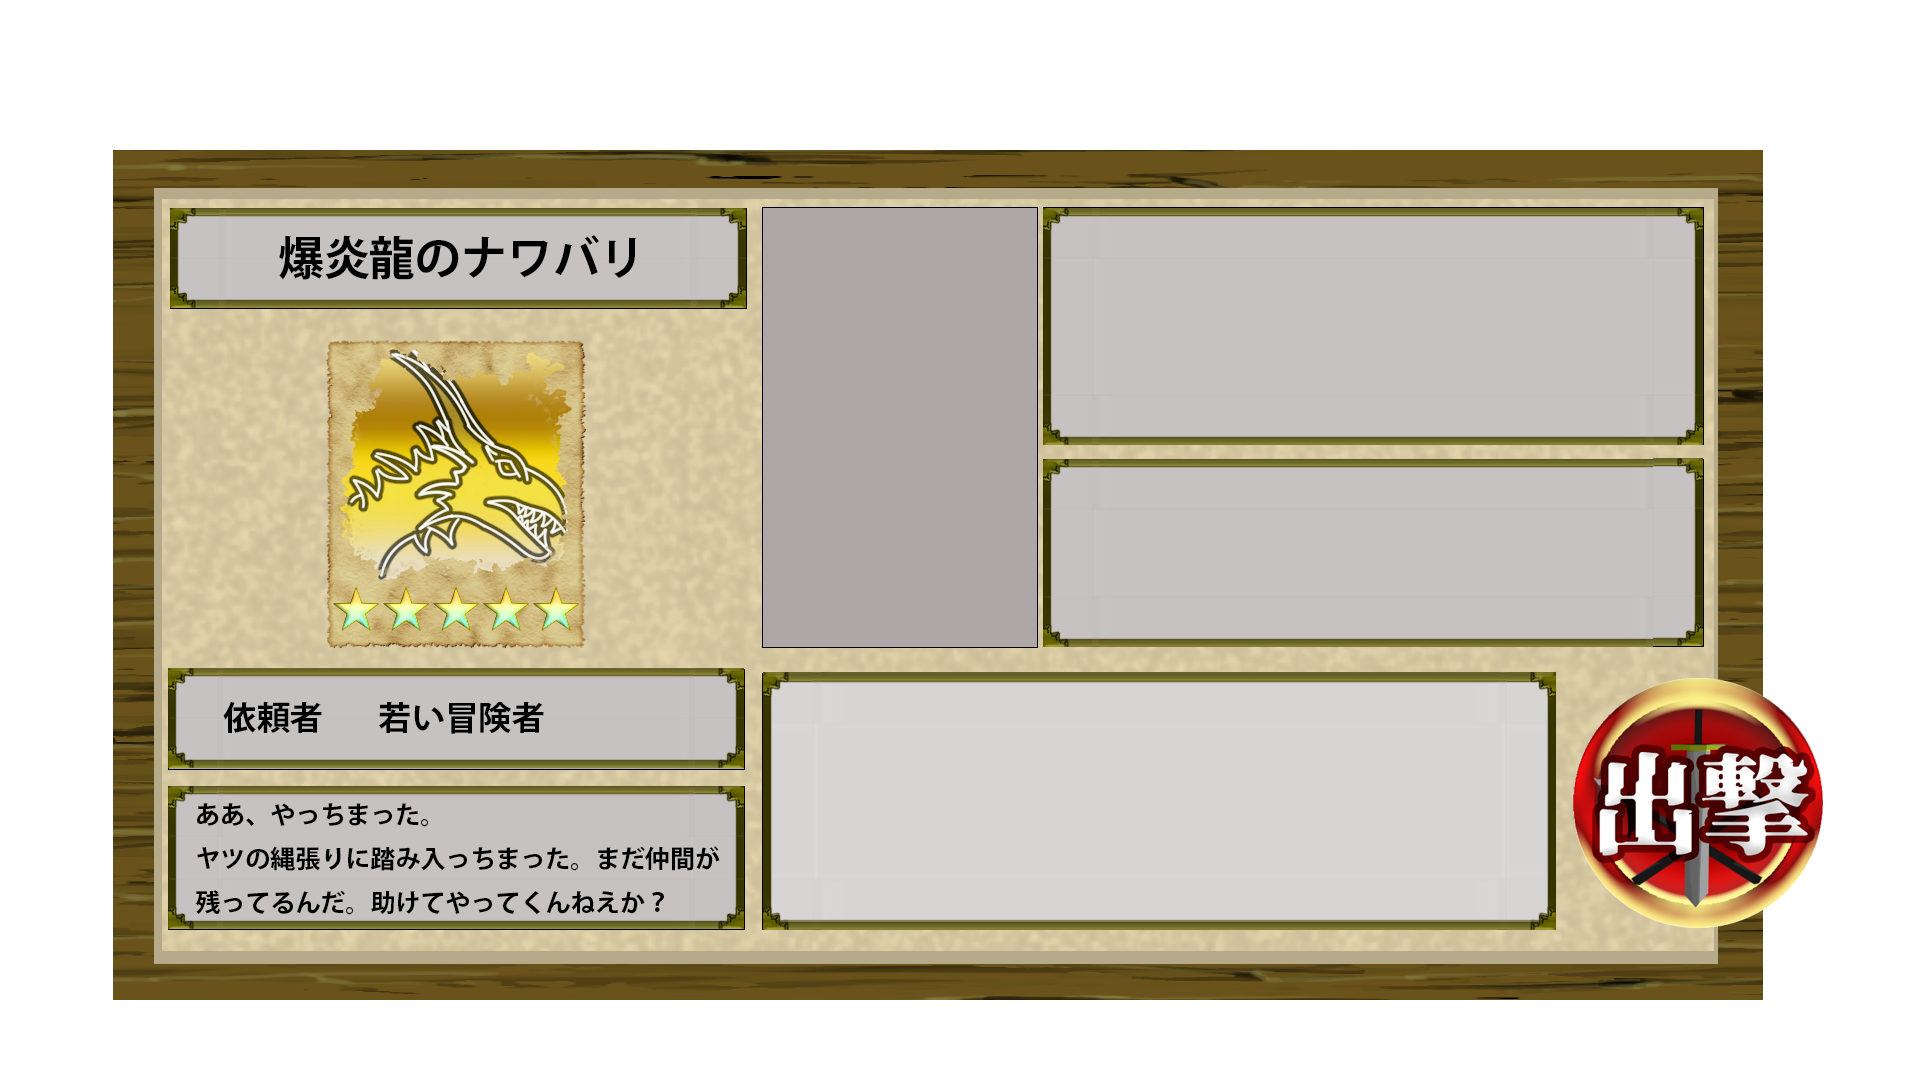 爆炎龍のナワバリ
依頼者　若い冒険者
ああ、やっちまった。
ヤツの縄張りに踏み入っちまった。まだ仲間が
残ってるんだ。助けてやってくんねえか？
出撃